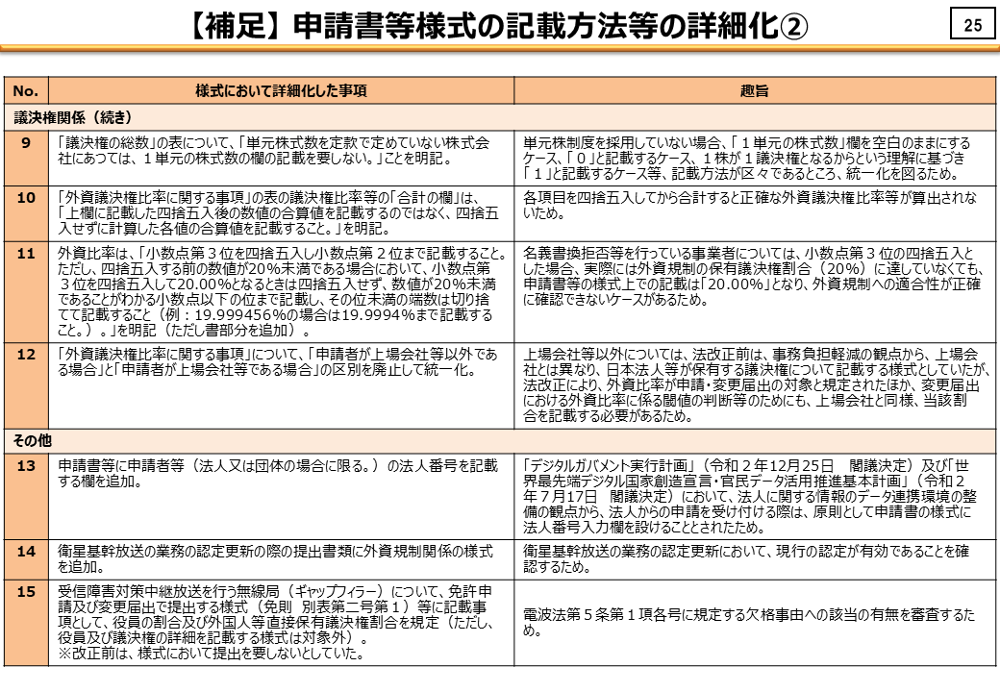 【補足】申請書等様式の記載方法等の詳細化②
25
No.
様式において詳細化した事項
趣旨
議決権関係（続き）
9
「議決権の総数」の表について、「単元株式数を定款で定めていない株式会
社にあつては、１単元の株式数の欄の記載を要しない。」ことを明記。
単元株制度を採用していない場合、「１単元の株式数」欄を空白のままにする
ケース、「０」と記載するケース、１株が１議決権となるからという理解に基づき
「１」と記載するケース等、記載方法が区々であるところ、統一化を図るため。
10
「外資議決権比率に関する事項」の表の議決権比率等の「合計の欄」は、
「上欄に記載した四捨五入後の数値の合算値を記載するのではなく、四捨五
入せずに計算した各値の合算値を記載すること。」を明記。
各項目を四捨五入してから合計すると正確な外資議決権比率等が算出されな
いため。
11
外資比率は、「小数点第３位を四捨五入し小数点第２位まで記載すること。
ただし、四捨五入する前の数値が20％未満である場合において、小数点第
３位を四捨五入して20.00%となるときは四捨五入せず、数値が20％未満
であることがわかる小数点以下の位まで記載し、その位未満の端数は切り捨
てて記載すること（例：19.999456％の場合は19.9994％まで記載する
こと。）。」を明記（ただし書部分を追加）。
名義書換拒否等を行っている事業者については、小数点第３位の四捨五入と
した場合、実際には外資規制の保有議決権割合（20％）に達していなくても、
申請書等の様式上での記載は「20.00％」となり、外資規制への適合性が正確
に確認できないケースがあるため。
12
「外資議決権比率に関する事項」について、「申請者が上場会社等以外であ
る場合」と「申請者が上場会社等である場合」の区別を廃止して統一化。
上場会社等以外については、法改正前は、事務負担軽減の観点から、上場会
社とは異なり、日本法人等が保有する議決権について記載する様式としていたが、
法改正により、外資比率が申請・変更届出の対象と規定されたほか、変更届出
における外資比率に係る閾値の判断等のためにも、上場会社と同様、当該割
合を記載する必要があるため。
その他
13
申請書等に申請者等（法人又は団体の場合に限る。）の法人番号を記載
する欄を追加。
「デジタルガバメント実行計画」（令和２年12月25日　閣議決定）及び「世
界最先端デジタル国家創造宣言・官民データ活用推進基本計画」（令和２
年７月17日　閣議決定）において、法人に関する情報のデータ連携環境の整
備の観点から、法人からの申請を受け付ける際は、原則として申請書の様式に
法人番号入力欄を設けることとされたため。
14
衛星基幹放送の業務の認定更新の際の提出書類に外資規制関係の様式
を追加。
衛星基幹放送の業務の認定更新において、現行の認定が有効であることを確
認するため。
15
受信障害対策中継放送を行う無線局（ギャップフィラー）について、免許申
請及び変更届出で提出する様式（免則　別表第二号第１）等に記載事
項として、役員の割合及び外国人等直接保有議決権割合を規定（ただし、
役員及び議決権の詳細を記載する様式は対象外）。
※改正前は、様式において提出を要しないとしていた。
電波法第５条第１項各号に規定する欠格事由への該当の有無を審査するた
め。